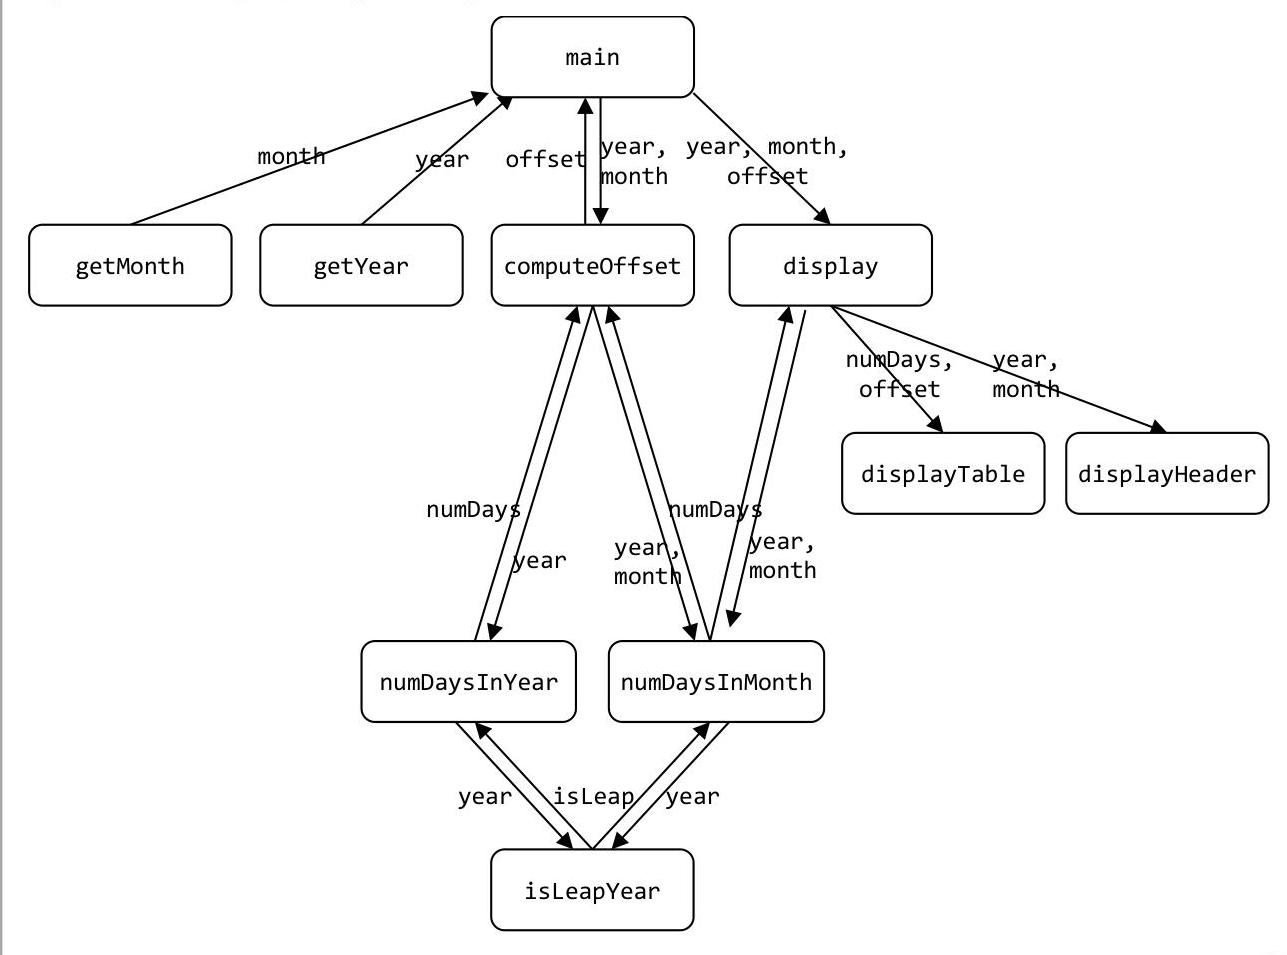 main
month
year
offset
year,
month
year, month,
offset
getMonth
getYear
computeOffset
display
numDays,
offset
year,
month
displayTable
displayHeader
numDays
year
year,
month
numDays
year,
month
numDaysInYear
numDaysInMonth
year
isLeap
year
isLeapYear